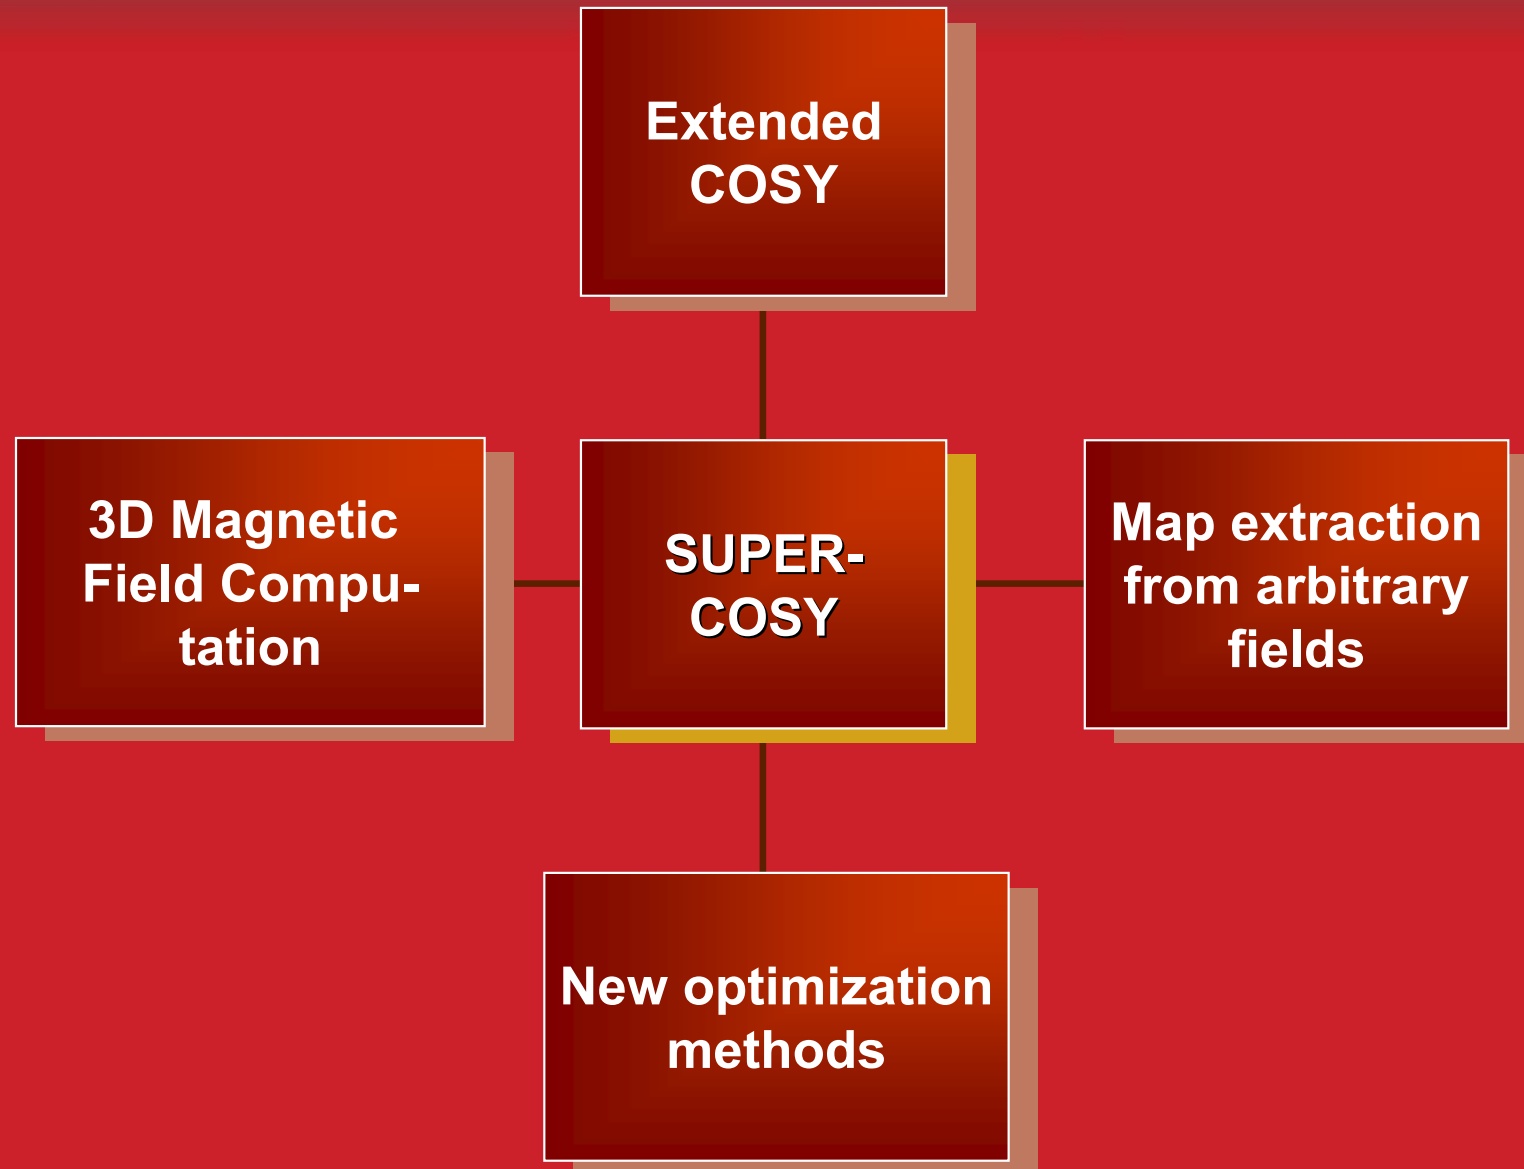 Extended
COSY
3D Magnetic
Field Compu-
tation
SUPER-
COSY
Map extraction
from arbitrary
fields
New optimization
methods